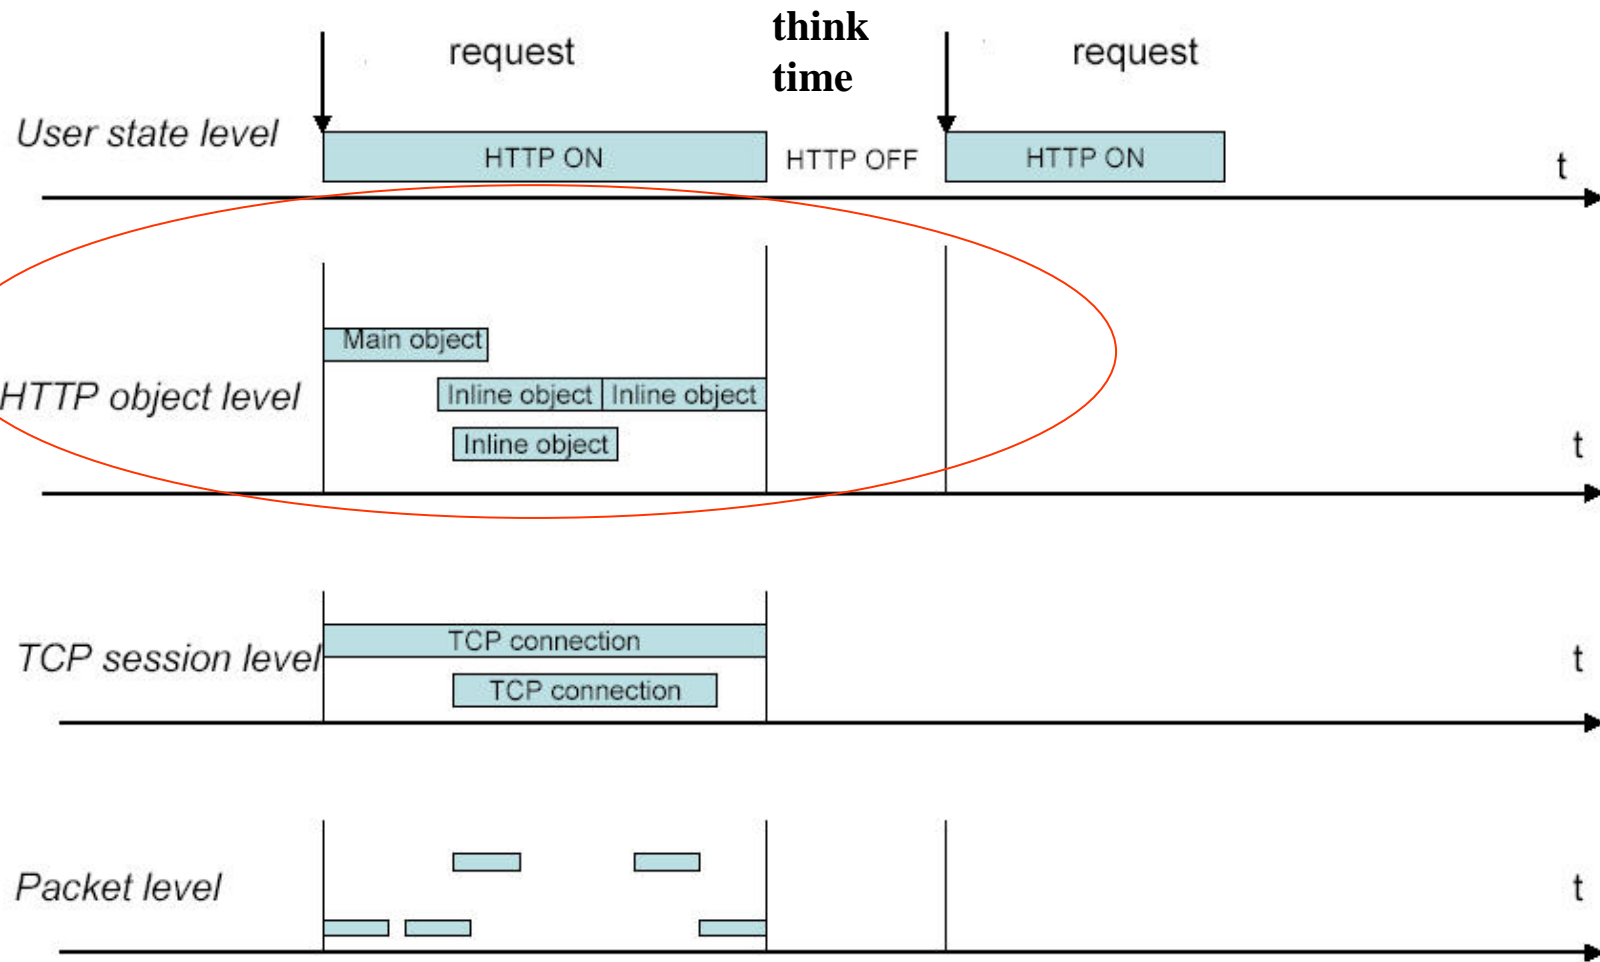 think
time
request
request
User state level
HTTP ON
HTTP OFF
HTTP ON
t
Main object
HTTP object level
Inline object
Inline object
Inline object
t
TCP connection
TCP session level
t
TCP connection
Packet level
t